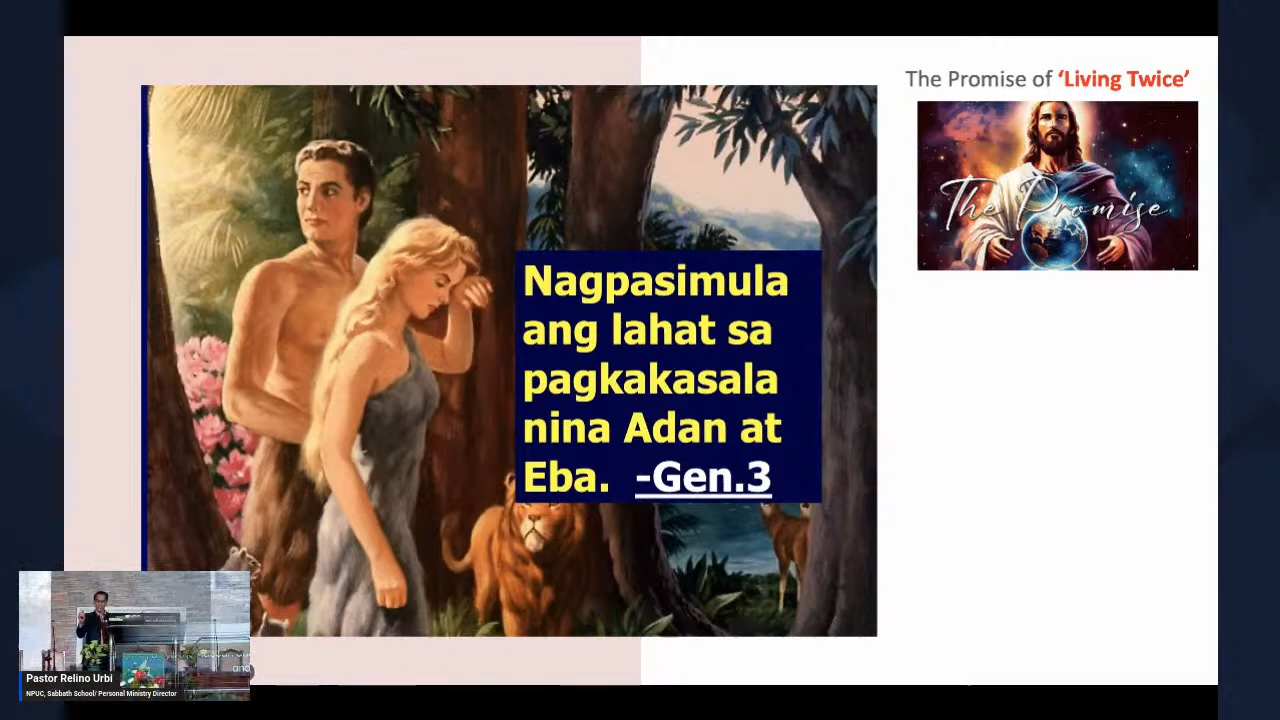 The Promise of ‘Living Twice’
The Promise
Nagpasimula
ang lahat sa
pagkakasala
nina Adan at
Eba. -Gen.3
and
Pastor Relino Urbi
NPUC, Sabbath School/ Personal Ministry Director